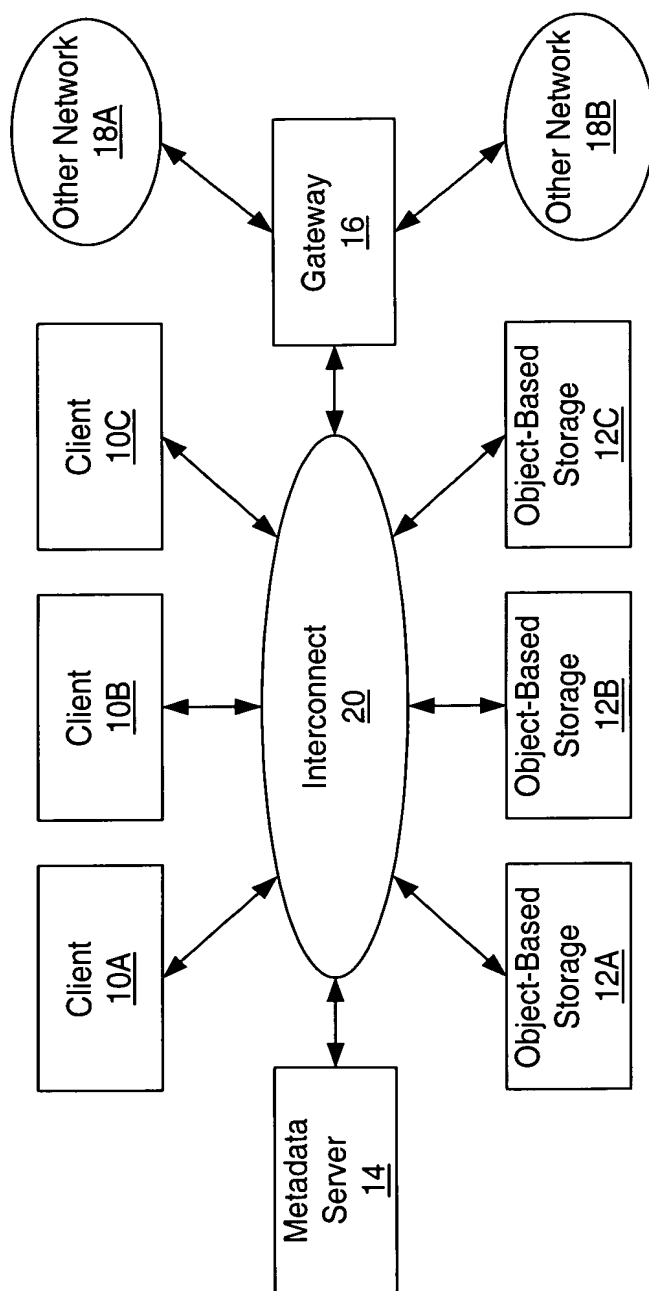 Client
10A
Client
10B
Client
10C
Other Network
18A
Metadata
Server
14
Interconnect
20
Gateway
16
Object-Based
Storage
12A
Object-Based
Storage
12B
Object-Based
Storage
12C
Other Network
18B